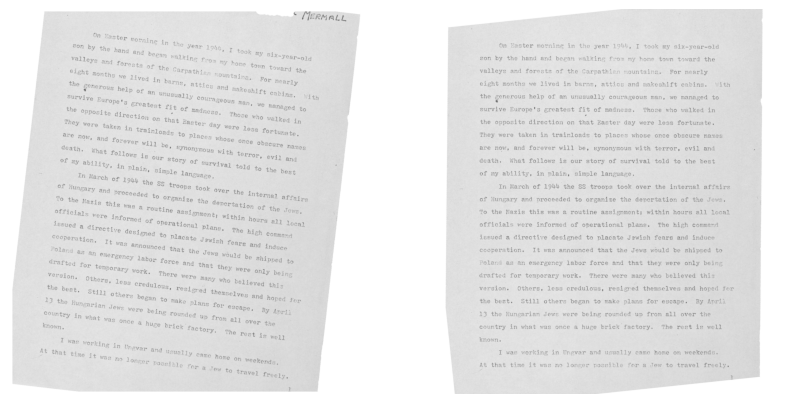 MERMALL
On Easter morning in the year 1944, I took my six-year-old
son by the hand and began walking from my home town toward the
valleys and forests of the Carpathian mountains. For nearly
eight months we lived in barns, attics and makeshift cabins. With
the generous help of an unusually courageous man, we managed to
survive Europe's greatest fit of madness. Those who walked in
the opposite direction on that Easter day were less fortunate.
They were taken in trainloads to places whose once obscure names
are now, and forever will be, synonymous with terror, evil and
death. What follows is our story of survival told to the best
of my ability, in plain, simple language.
In March of 1944 the SS troops took over the internal affairs
of Hungary and proceeded to organize the deportation of the Jews.
To the Nazis this was a routine assignment; within hours all local
officials were informed of operational plans. The high command
issued a directive designed to placate Jewish fears and induce
cooperation. It was announced that the Jews would be shipped to
Poland as an emergency labor force and that they were only being
drafted for temporary work. There were many who believed this
version. Others, less credulous, resigned themselves and hoped for
the best. Still others began to make plans for escape. By April
13 the Hungarian Jews were being rounded up from all over the
country in what was once a huge brick factory. The rest is well
known.
I was working in Ungvar and usually came home on weekends.
At that time it was no longer possible for a Jew to travel freely.
On Easter morning in the year 1944, I took my six-year-old
son by the hand and began walking from my home town toward the
valleys and forests of the Carpathian mountains. For nearly
eight months we lived in barns, attics and makeshift cabins. With
the generous help of an unusually courageous man, we managed to
survive Europe's greatest fit of madness. Those who walked in
the opposite direction on that Easter day were less fortunate.
They were taken in trainloads to places whose once obscure names
are now, and forever will be, synonymous with terror, evil and
death. What follows is our story of survival told to the best
of my ability, in plain, simple language.
In March of 1944 the SS troops took over the internal affairs
of Hungary and proceeded to organize the deportation of the Jews.
To the Nazis this was a routine assignment; within hours all local
officials were informed of operational plans. The high command
issued a directive designed to placate Jewish fears and induce
cooperation. It was announced that the Jews would be shipped to
Poland as an emergency labor force and that they were only being
drafted for temporary work. There were many who believed this
version. Others, less credulous, resigned themselves and hoped for
the best. Still others began to make plans for escape. By April
13 the Hungarian Jews were being rounded up from all over the
country in what was once a huge brick factory. The rest is well
known.
I was working in Ungvar and usually came home on weekends.
At that time it was no longer possible for a Jew to travel freely.